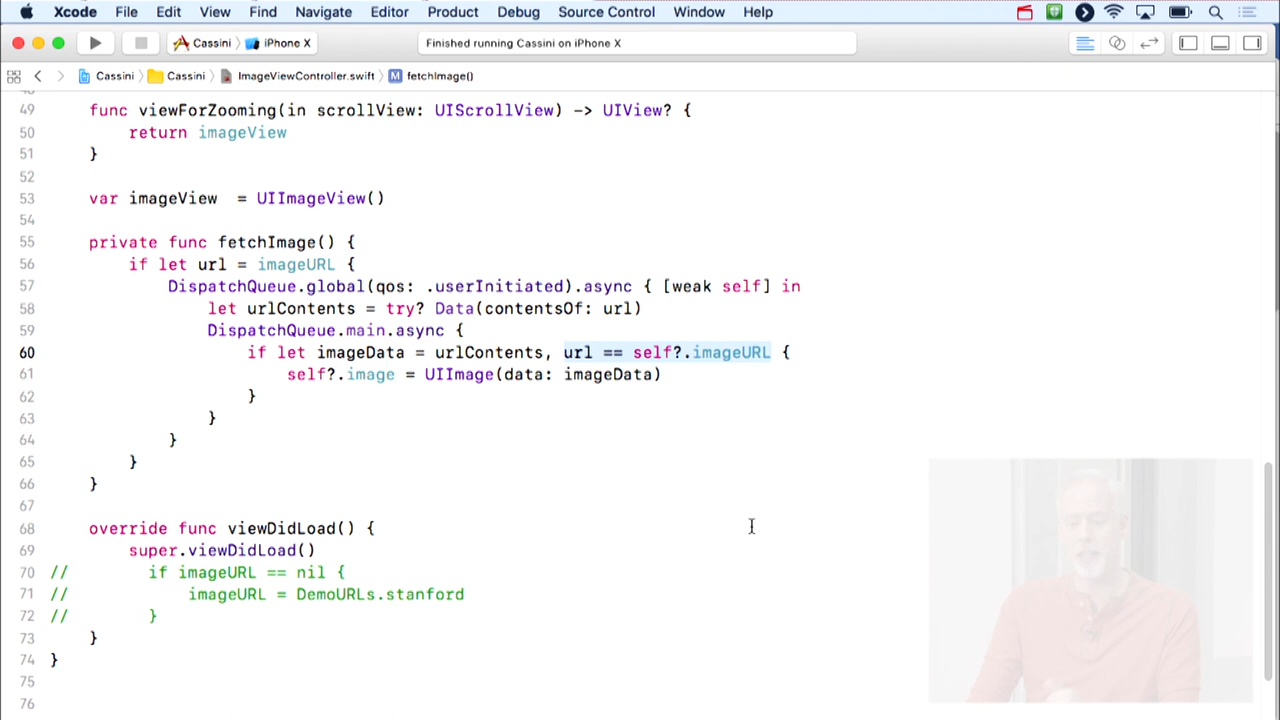 Xcode File Edit View Find Navigate Editor Product Debug Source Control Window Help
Cassini iPhone X Finished running Cassini on iPhone X
Cassini Cassini ImageViewController.swift M fetchImage()
49 func viewForZooming(in scrollView: UIScrollView) -> UIView? {
50 return imageView
51 }
52
53 var imageView = UIImageView()
54
55 private func fetchImage() {
56 if let url = imageURL {
57 DispatchQueue.global(qos: .userInitiated).async { [weak self] in
58 let urlContents = try? Data(contentsOf: url)
59 DispatchQueue.main.async {
60 if let imageData = urlContents, url == self?.imageURL {
61 self?.image = UIImage(data: imageData)
62 }
63 }
64 }
65 }
66 }
67
68 override func viewDidLoad() {
69 super.viewDidLoad()
70 // if imageURL == nil {
71 // imageURL = DemoURLs.stanford
72 // }
73 }
74 }
75
76